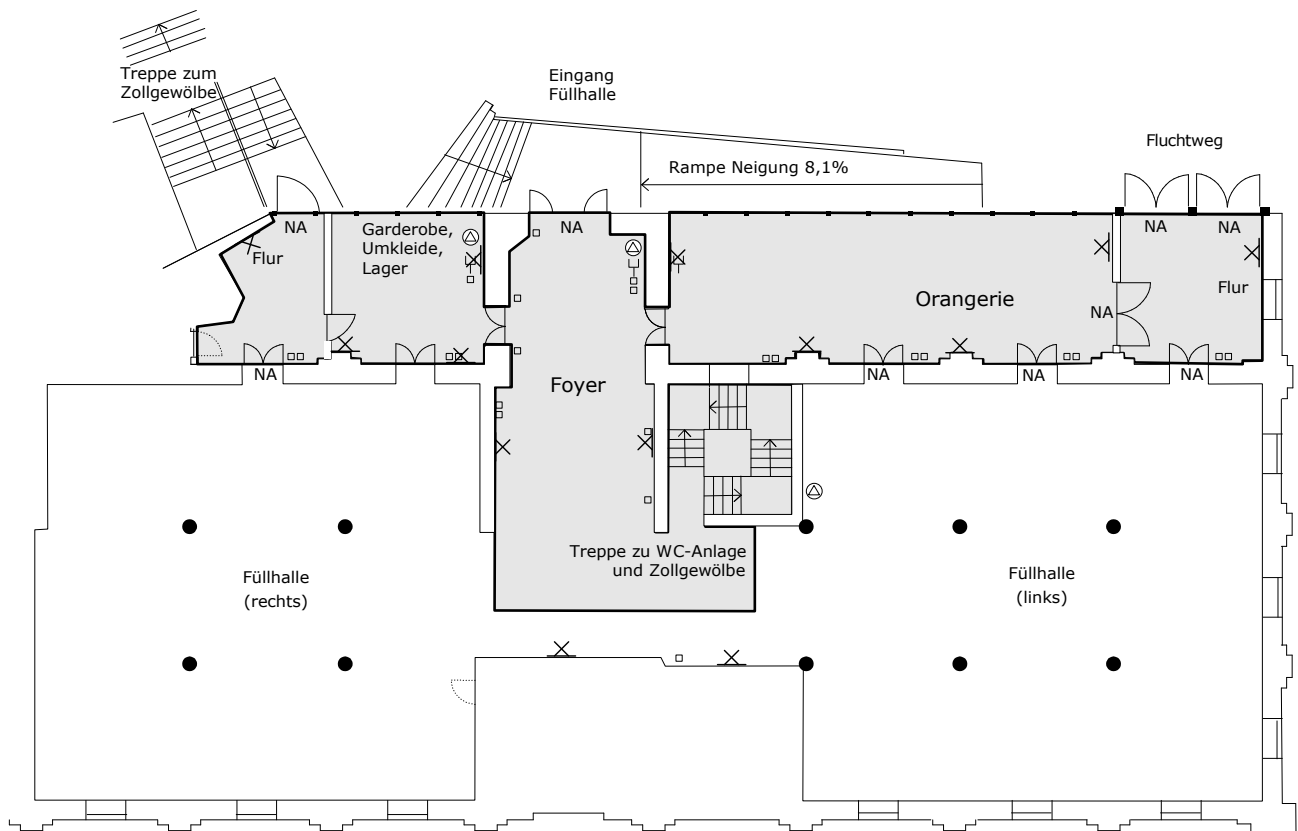 Treppe zum
Zollgewölbe
Eingang
Füllhalle
Fluchtweg
Rampe Neigung 8,1%
NA
Garderobe,
Umkleide,
Lager
NA
NA
NA
Flur
Flur
Orangerie
NA
NA
Foyer
NA
NA
NA
Treppe zu WC-Anlage
und Zollgewölbe
Füllhalle
(rechts)
Füllhalle
(links)